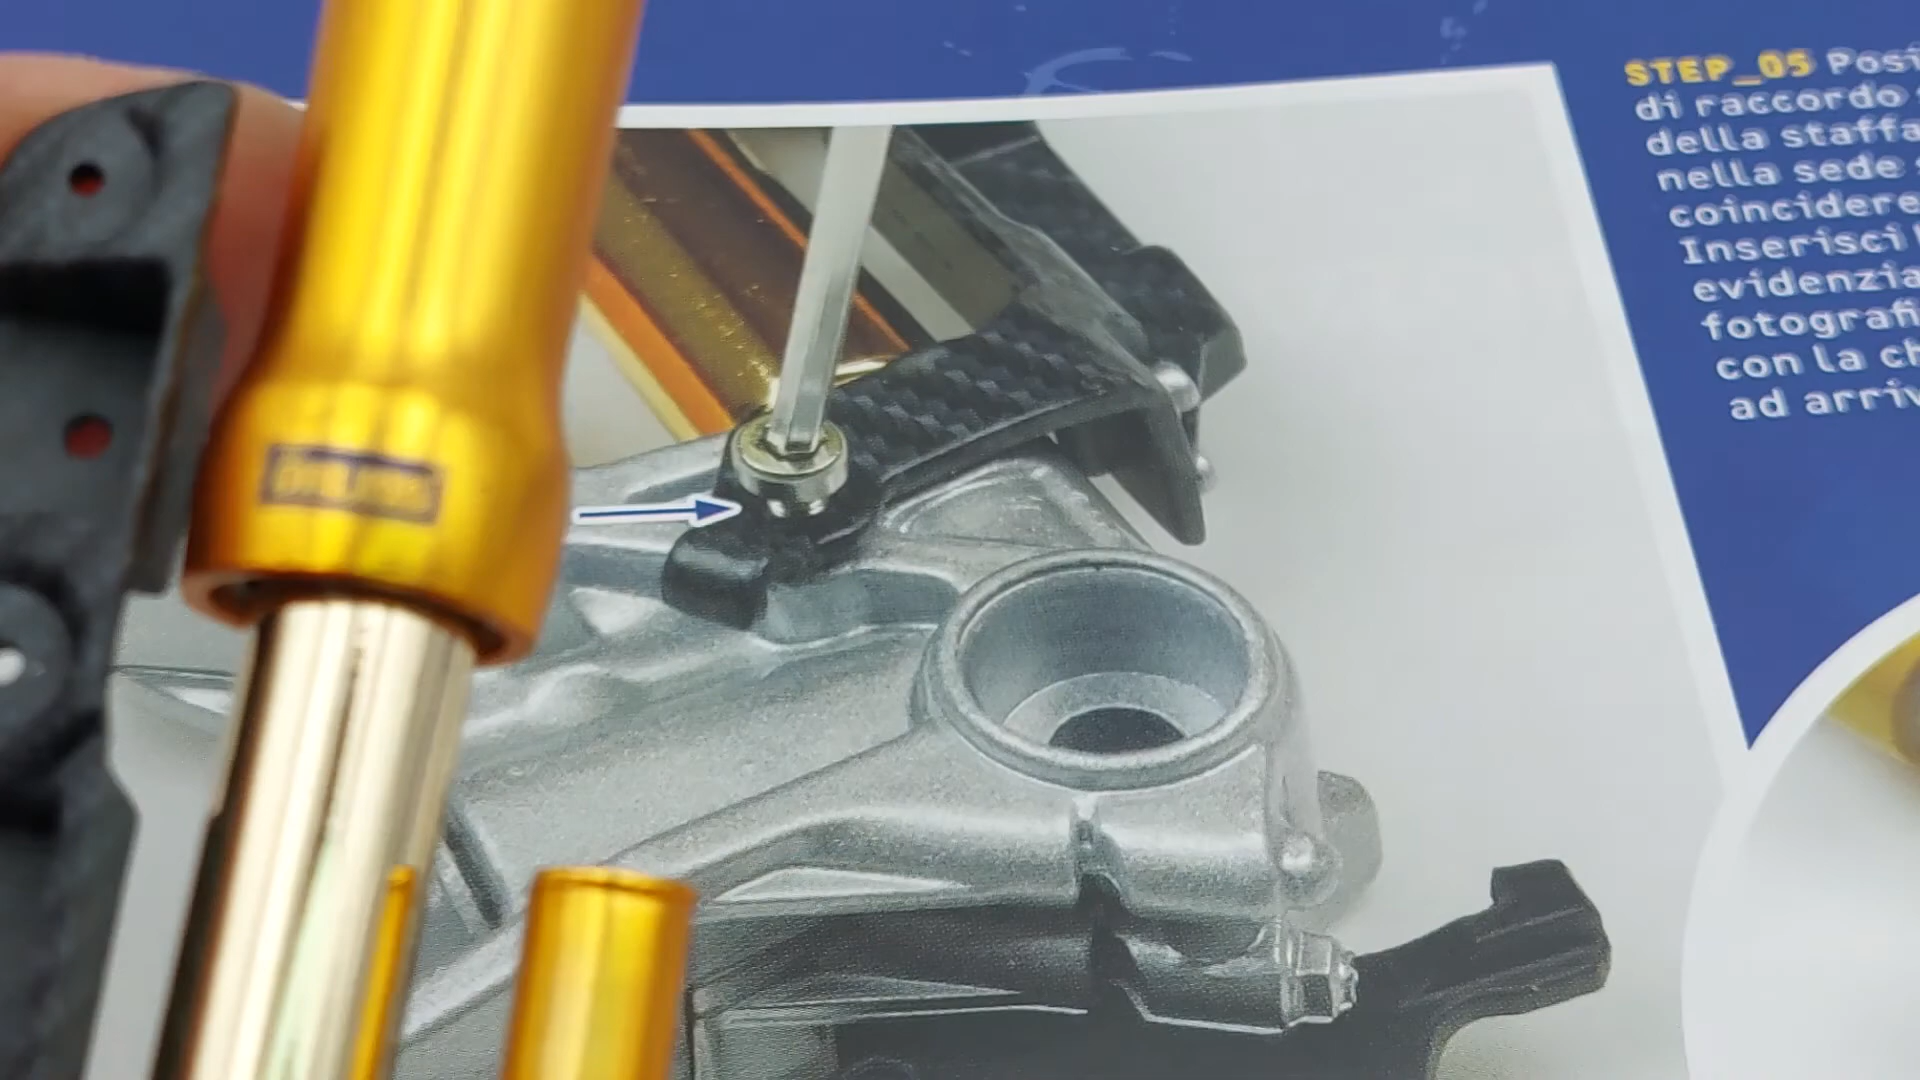 STEP_05 Posi
di raccordo
della staffa
nella sede
coincidere
Inserisci
evidenzia
fotografi
con la ch
ad arriv